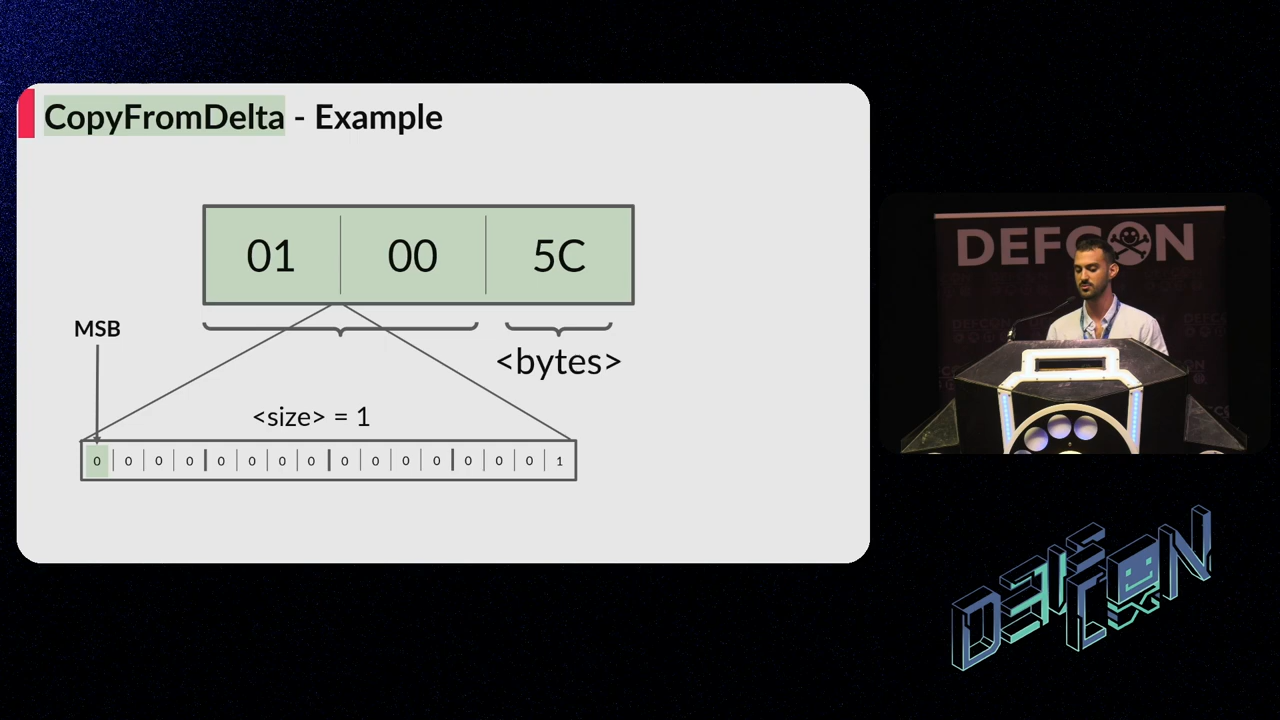 CopyFromDelta - Example
01 00 5C
MSB
<bytes>
<size> = 1
0 0 0 0 0 0 0 0 0 0 0 0 0 0 0 1
DEFCON
DEFCON